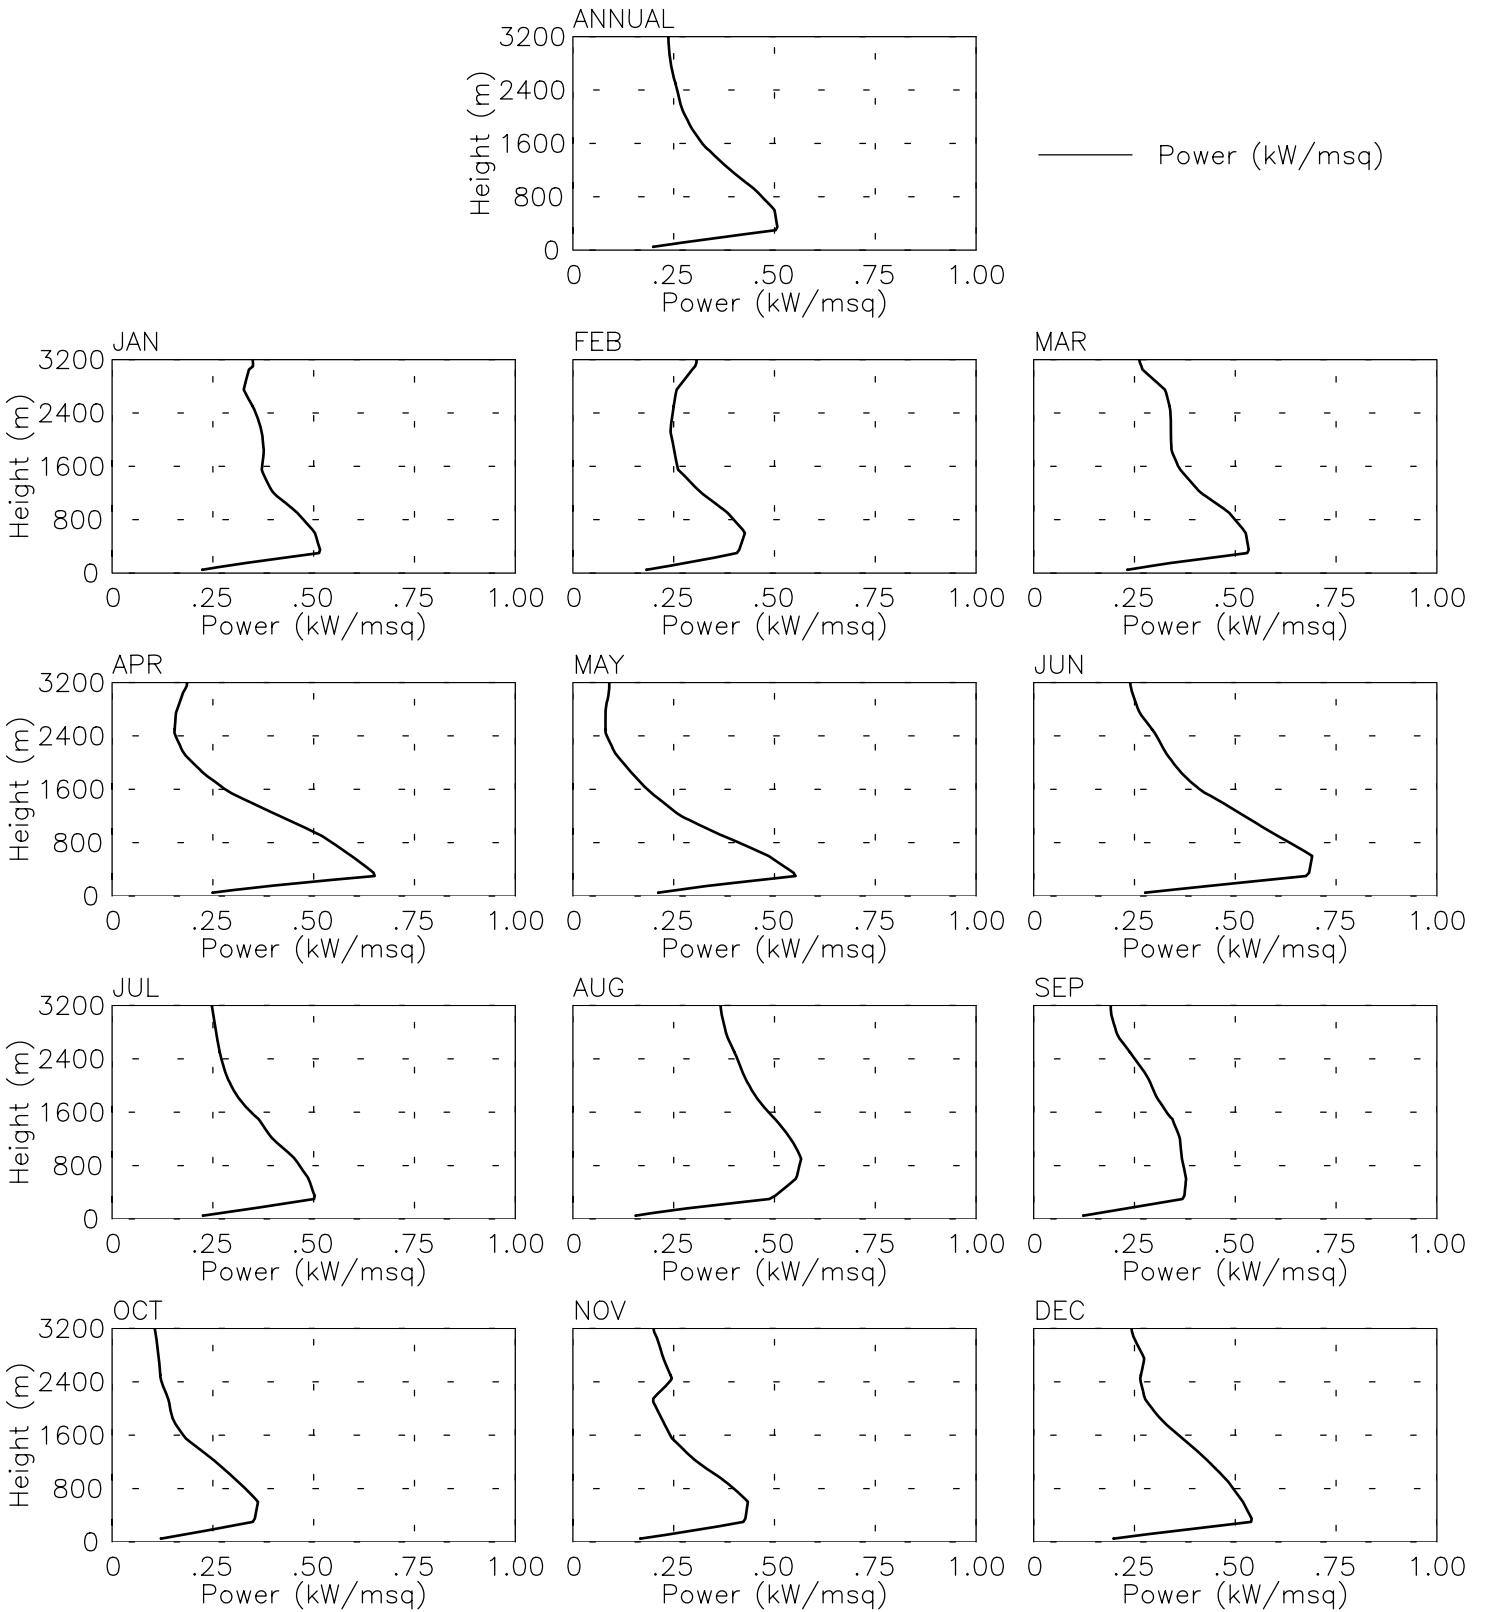 ANNUAL
3200
2400
1600
800
0
Height (m)
0 .25 .50 .75 1.00
Power (kW/msq)
Power (kW/msq)
JAN
3200
2400
1600
800
0
Height (m)
0 .25 .50 .75 1.00
Power (kW/msq)
FEB
0 .25 .50 .75 1.00
Power (kW/msq)
MAR
0 .25 .50 .75 1.00
Power (kW/msq)
APR
3200
2400
1600
800
0
Height (m)
0 .25 .50 .75 1.00
Power (kW/msq)
MAY
0 .25 .50 .75 1.00
Power (kW/msq)
JUN
0 .25 .50 .75 1.00
Power (kW/msq)
JUL
3200
2400
1600
800
0
Height (m)
0 .25 .50 .75 1.00
Power (kW/msq)
AUG
0 .25 .50 .75 1.00
Power (kW/msq)
SEP
0 .25 .50 .75 1.00
Power (kW/msq)
OCT
3200
2400
1600
800
0
Height (m)
0 .25 .50 .75 1.00
Power (kW/msq)
NOV
0 .25 .50 .75 1.00
Power (kW/msq)
DEC
0 .25 .50 .75 1.00
Power (kW/msq)